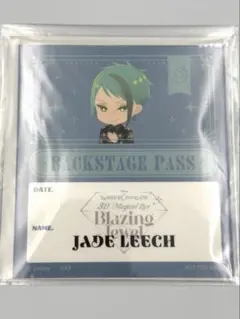 BACKSTAGE PASS
DATE.
Blazing
Jewel
NAME.
JADE LEECH